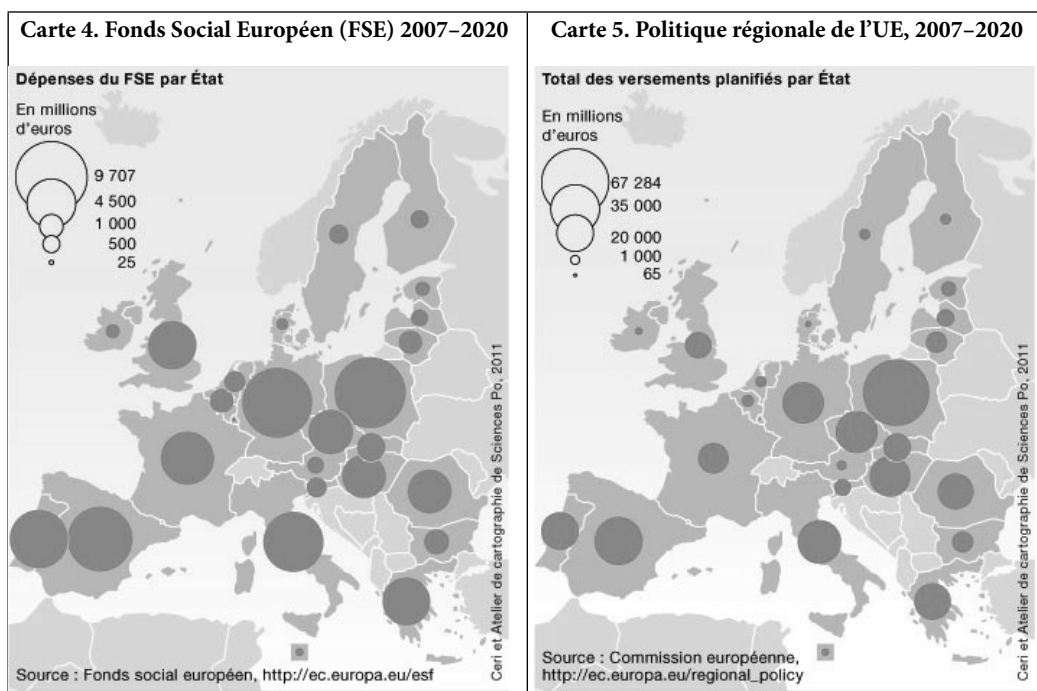 Carte 4. Fonds Social Européen (FSE) 2007–2020
Dépenses du FSE par État
En millions
d'euros
9 707
4 500
1 000
500
25
Ceri et Atelier de cartographie de Sciences Po, 2011
Source : Fonds social européen, http://ec.europa.eu/esf
Carte 5. Politique régionale de l’UE, 2007–2020
Total des versements planifiés par État
En millions
d'euros
67 284
35 000
20 000
1 000
65
Ceri et Atelier de cartographie de Sciences Po, 2011
Source : Commission européenne,
http://ec.europa.eu/regional_policy